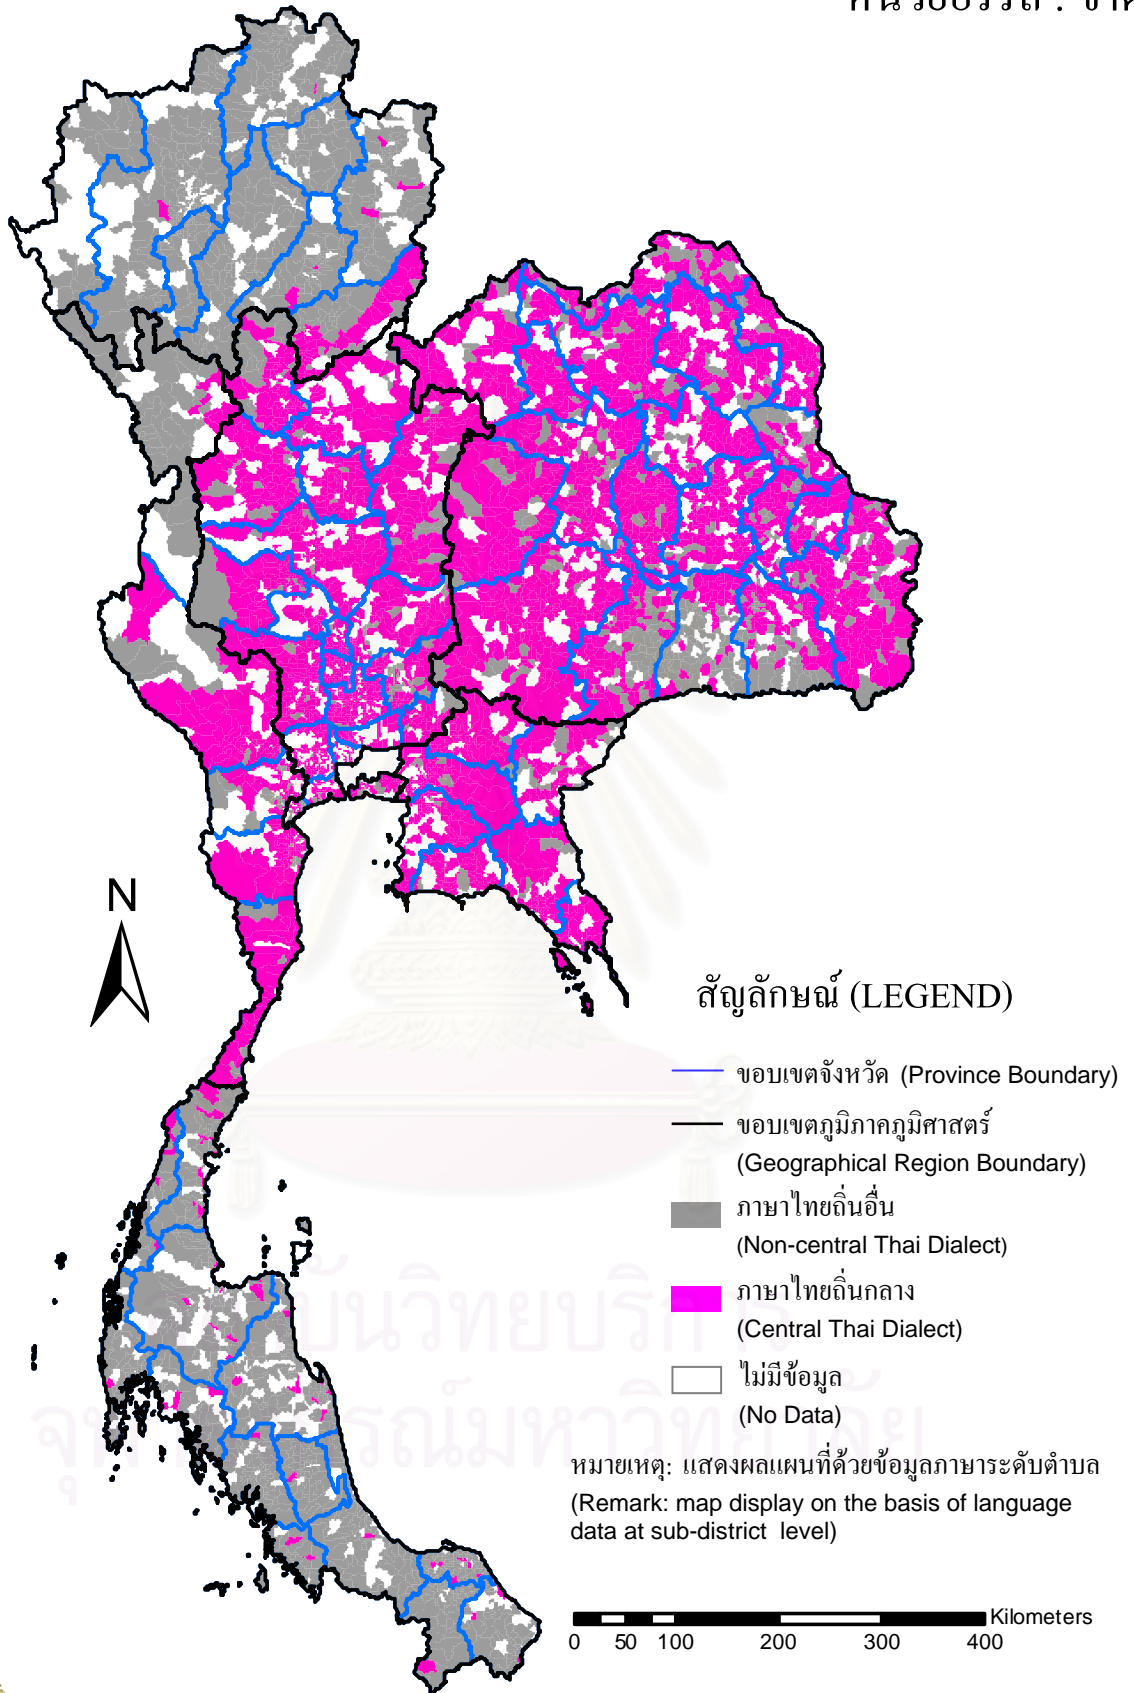 N
สัญลักษณ์ (LEGEND)
ขอบเขตจังหวัด (Province Boundary)
ขอบเขตภูมิภาคภูมิศาสตร์
(Geographical Region Boundary)
ภาษาไทยถิ่นอื่น
(Non-central Thai Dialect)
ภาษาไทยถิ่นกลาง
(Central Thai Dialect)
ไม่มีข้อมูล
(No Data)
หมายเหตุ: แสดงผลแผนที่ด้วยข้อมูลภาษาระดับตำบล
(Remark: map display on the basis of language
data at sub-district level)
Kilometers
0 50 100 200 300 400